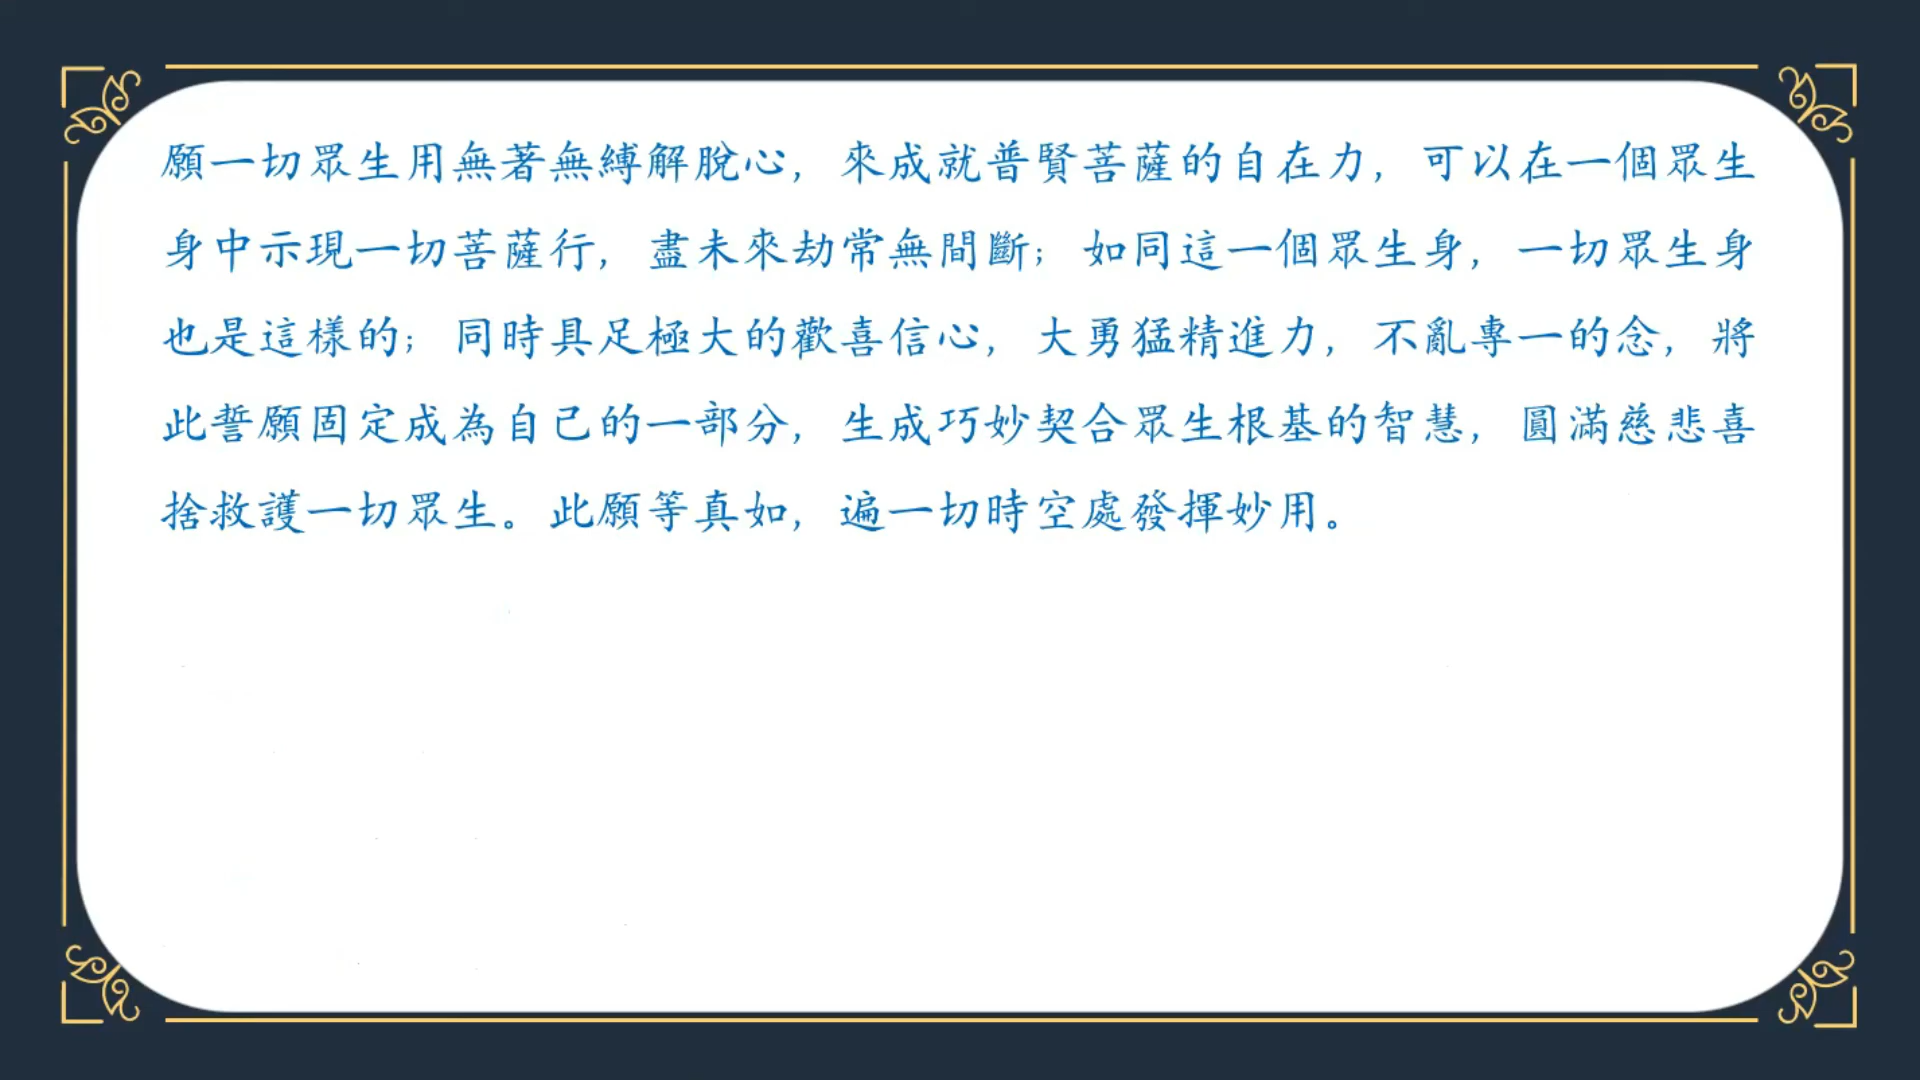 願一切眾生用無著無縛解脫心，來成就普賢菩薩的自在力，可以在一個眾生
身中示現一切菩薩行，盡未來劫常無間斷；如同這一個眾生身，一切眾生身
也是這樣的；同時具足極大的歡喜信心，大勇猛精進力，不亂專一的念，將
此誓願固定成為自己的一部分，生成巧妙契合眾生根基的智慧，圓滿慈悲喜
捨救護一切眾生。此願等真如，遍一切時空處發揮妙用。